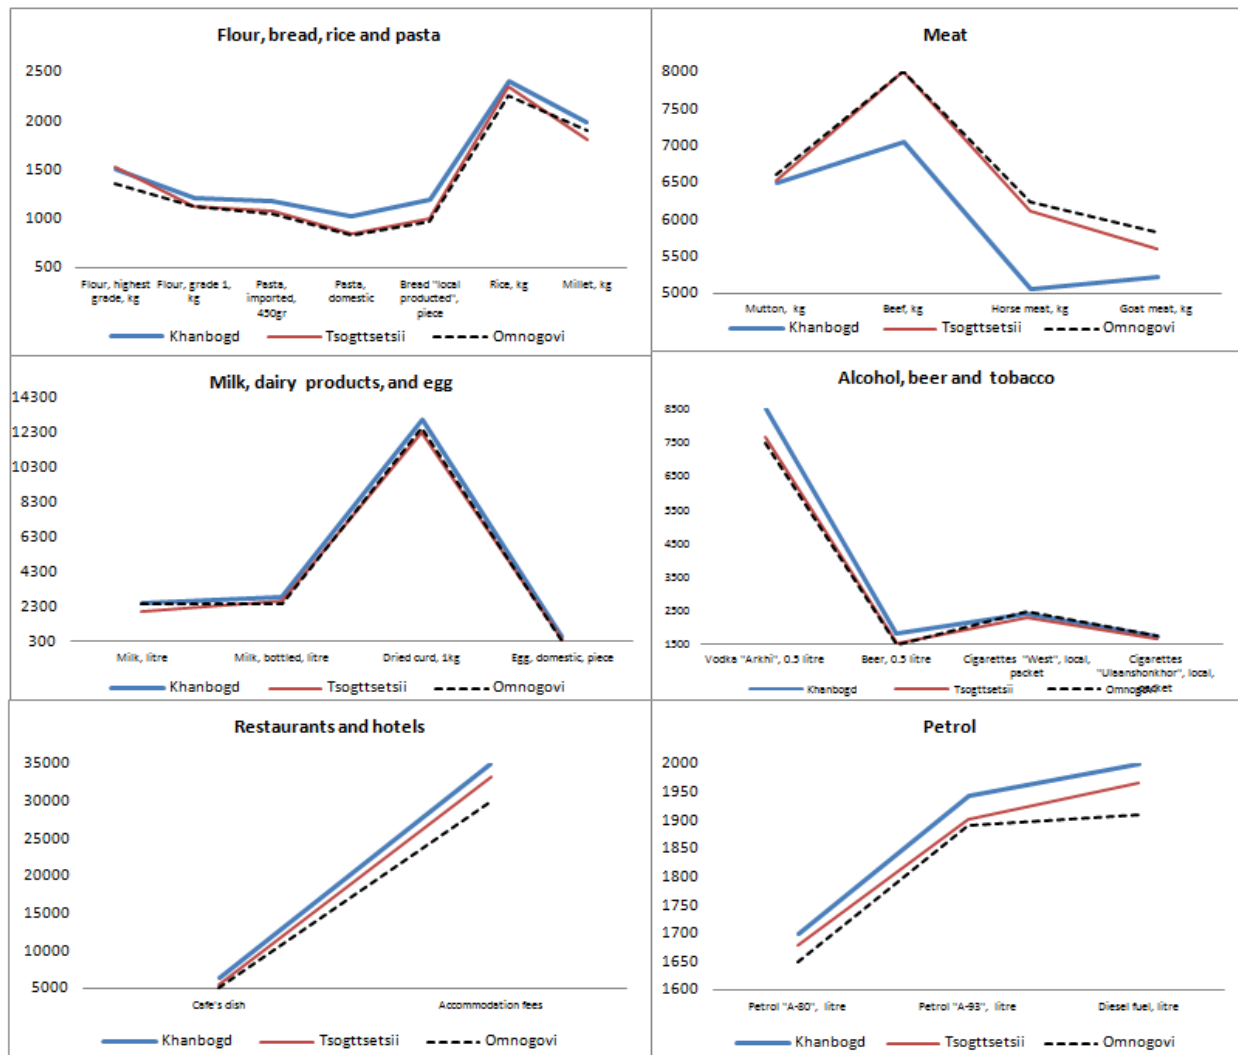 Flour, bread, rice and pasta
2500
2000
1500
1000
500
Flour, highest grade, kg
Flour, grade 1, kg
Pasta, imported, 450gr
Pasta, domestic
Bread "local producted", piece
Rice, kg
Millet, kg
Khanbogd
Tsogttsetsii
Omnogovi
Meat
8000
7500
7000
6500
6000
5500
5000
Mutton, kg
Beef, kg
Horse meat, kg
Goat meat, kg
Khanbogd
Tsogttsetsii
Omnogovi
Milk, dairy products, and egg
14300
12300
10300
8300
6300
4300
2300
300
Milk, litre
Milk, bottled, litre
Dried curd, 1kg
Egg, domestic, piece
Khanbogd
Tsogttsetsii
Omnogovi
Alcohol, beer and tobacco
8500
7500
6500
5500
4500
3500
2500
1500
Vodka "Arkhi", 0.5 litre
Beer, 0.5 litre
Cigarettes "West", local, packet
Cigarettes "Ulaanshonkhor", local, packet
Khanbogd
Tsogttsetsii
Omnogovi
Restaurants and hotels
35000
30000
25000
20000
15000
10000
5000
Cafe's dish
Accommodation fees
Khanbogd
Tsogttsetsii
Omnogovi
Petrol
2000
1950
1900
1850
1800
1750
1700
1650
1600
Petrol "A-80", litre
Petrol "A-93", litre
Diesel fuel, litre
Khanbogd
Tsogttsetsii
Omnogovi